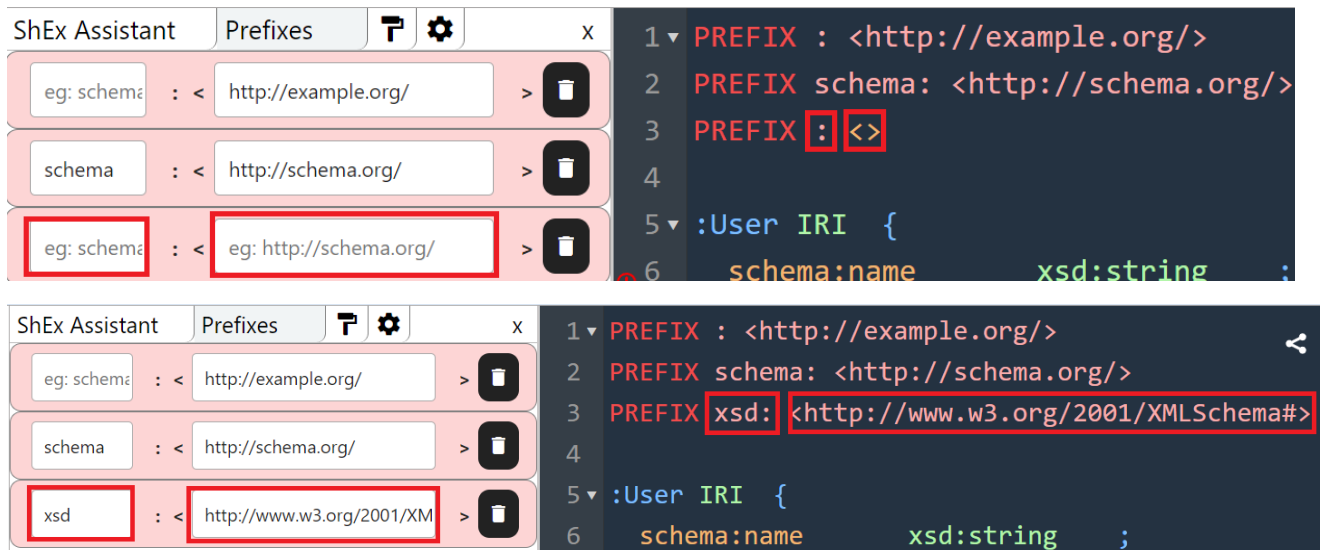 ShEx Assistant Prefixes x
eg: schema : < http://example.org/ >
schema : < http://schema.org/ >
eg: schema : < eg: http://schema.org/ >
1 PREFIX : <http://example.org/>
2 PREFIX schema: <http://schema.org/>
3 PREFIX : <>
4
5 :User IRI {
6 schema:name xsd:string ;
ShEx Assistant Prefixes x
eg: schema : < http://example.org/ >
schema : < http://schema.org/ >
xsd : < http://www.w3.org/2001/XM >
1 PREFIX : <http://example.org/>
2 PREFIX schema: <http://schema.org/>
3 PREFIX xsd: <http://www.w3.org/2001/XMLSchema#>
4
5 :User IRI {
6 schema:name xsd:string ;